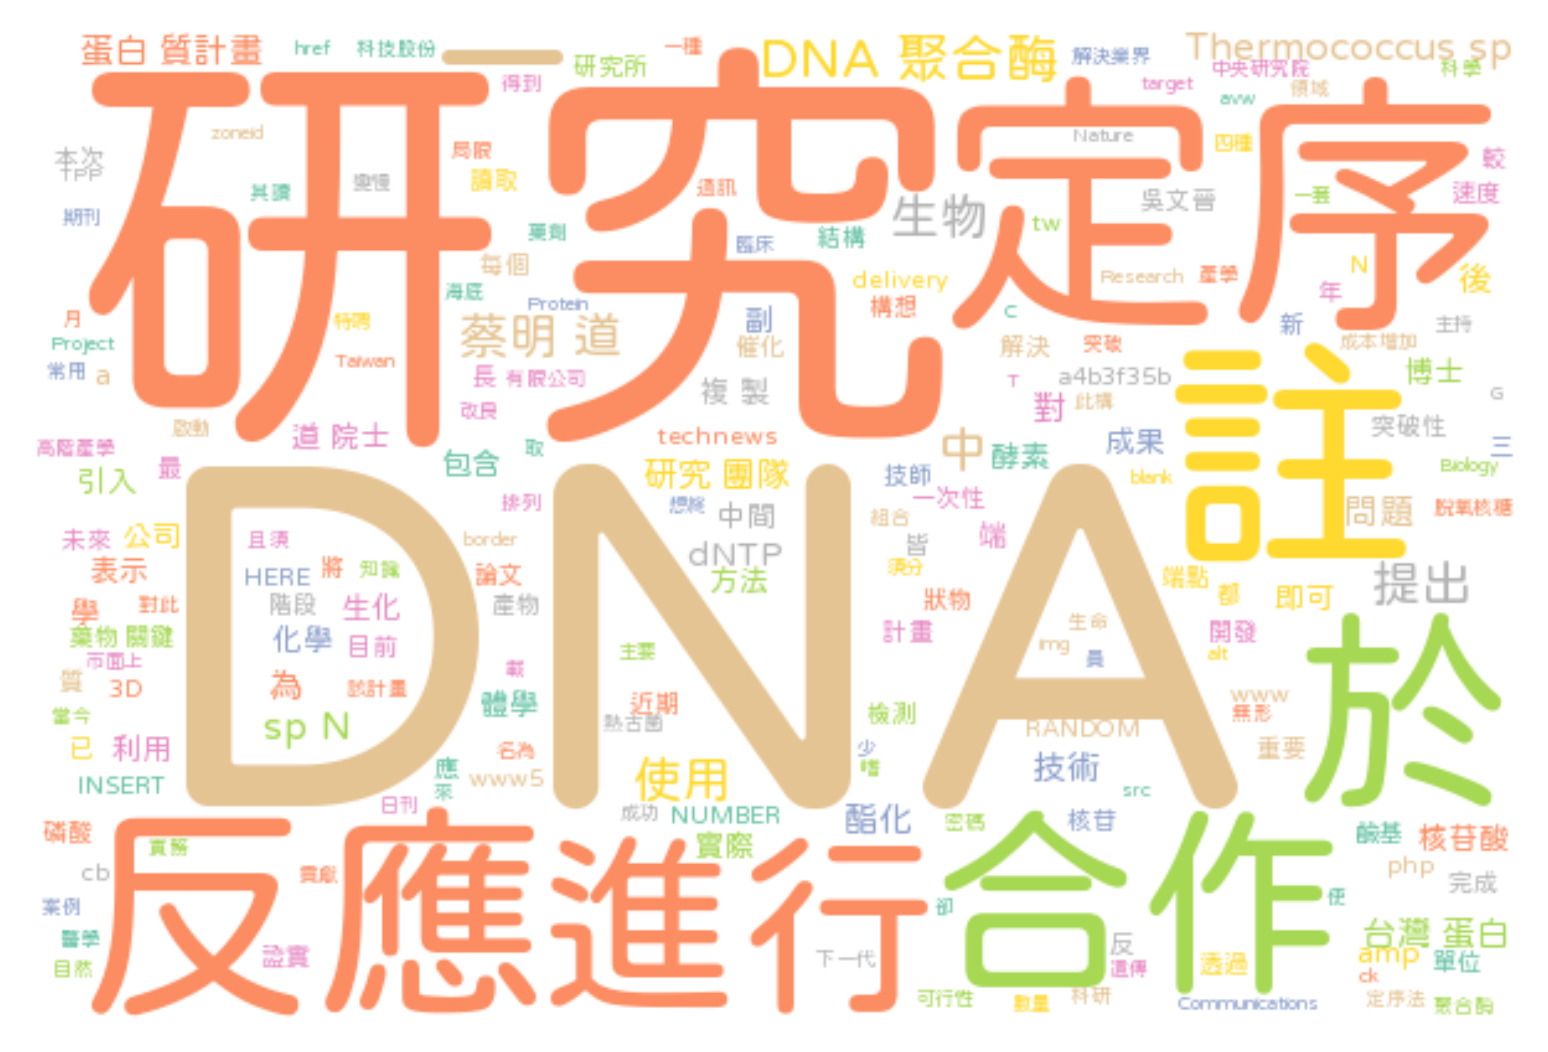 蛋白 質計畫
href
科技股份
一
研究所
一種
DNA 聚合酶
解決業界
Thermococcus sp
中央研究院
科學
得到
target
avw
領域
zoneid
Nature
四種
本次
TPP
局限
讀取
其讀
通訊
較
速度
一套
期刊
研究
定序
藥劑
臨床
結構
生物
tw
吳文晉
每個
海底
Protein
delivery
構想
Research
產學
N
年
後
月
Project
常用
a
特聘
Taiwan
蔡明 道
副
催化
C
解決
突破
新
成本增加
主持
長
有限公司
複 製
T
a4b3f35b
此構
對
博士
G
啟動
改良
道 院士
technews
中
酵素
成果
註
突破性
三
高階產學
引入
最
包含
取
研究 團隊
技師
一次性
blank
Biology
排列
中間
組合
端
問題
脫氧核糖
未來
公司
且須
border
DNA
dNTP
皆
表示
HERE
將
知識
論文
方法
須分
端點
提出
學
對此
階段
生化
產物
狀物
都
即可
藥物 關鍵
化學
目前
主要
計畫
生命
img
員
開發
alt
於
市面上
質
3D
為
該計畫
載
體學
近期
熱古菌
檢測
www
無形
當今
已
利用
sp N
名為
RANDOM
重要
INSERT
應
來
www5
使用
少
嗜
技術
src
日刊
成功
NUMBER
酯化
密碼
核苷
磷酸
實務
實際
鹼基
核苷酸
cb
貢獻
反應進行
合作
php
完成
案例
卻
便
醫學
自然
證實
下一代
反
遺傳
透過
台灣 蛋白
amp
單位
ck
可行性
數量
科研
Communications
定序法
聚合酶